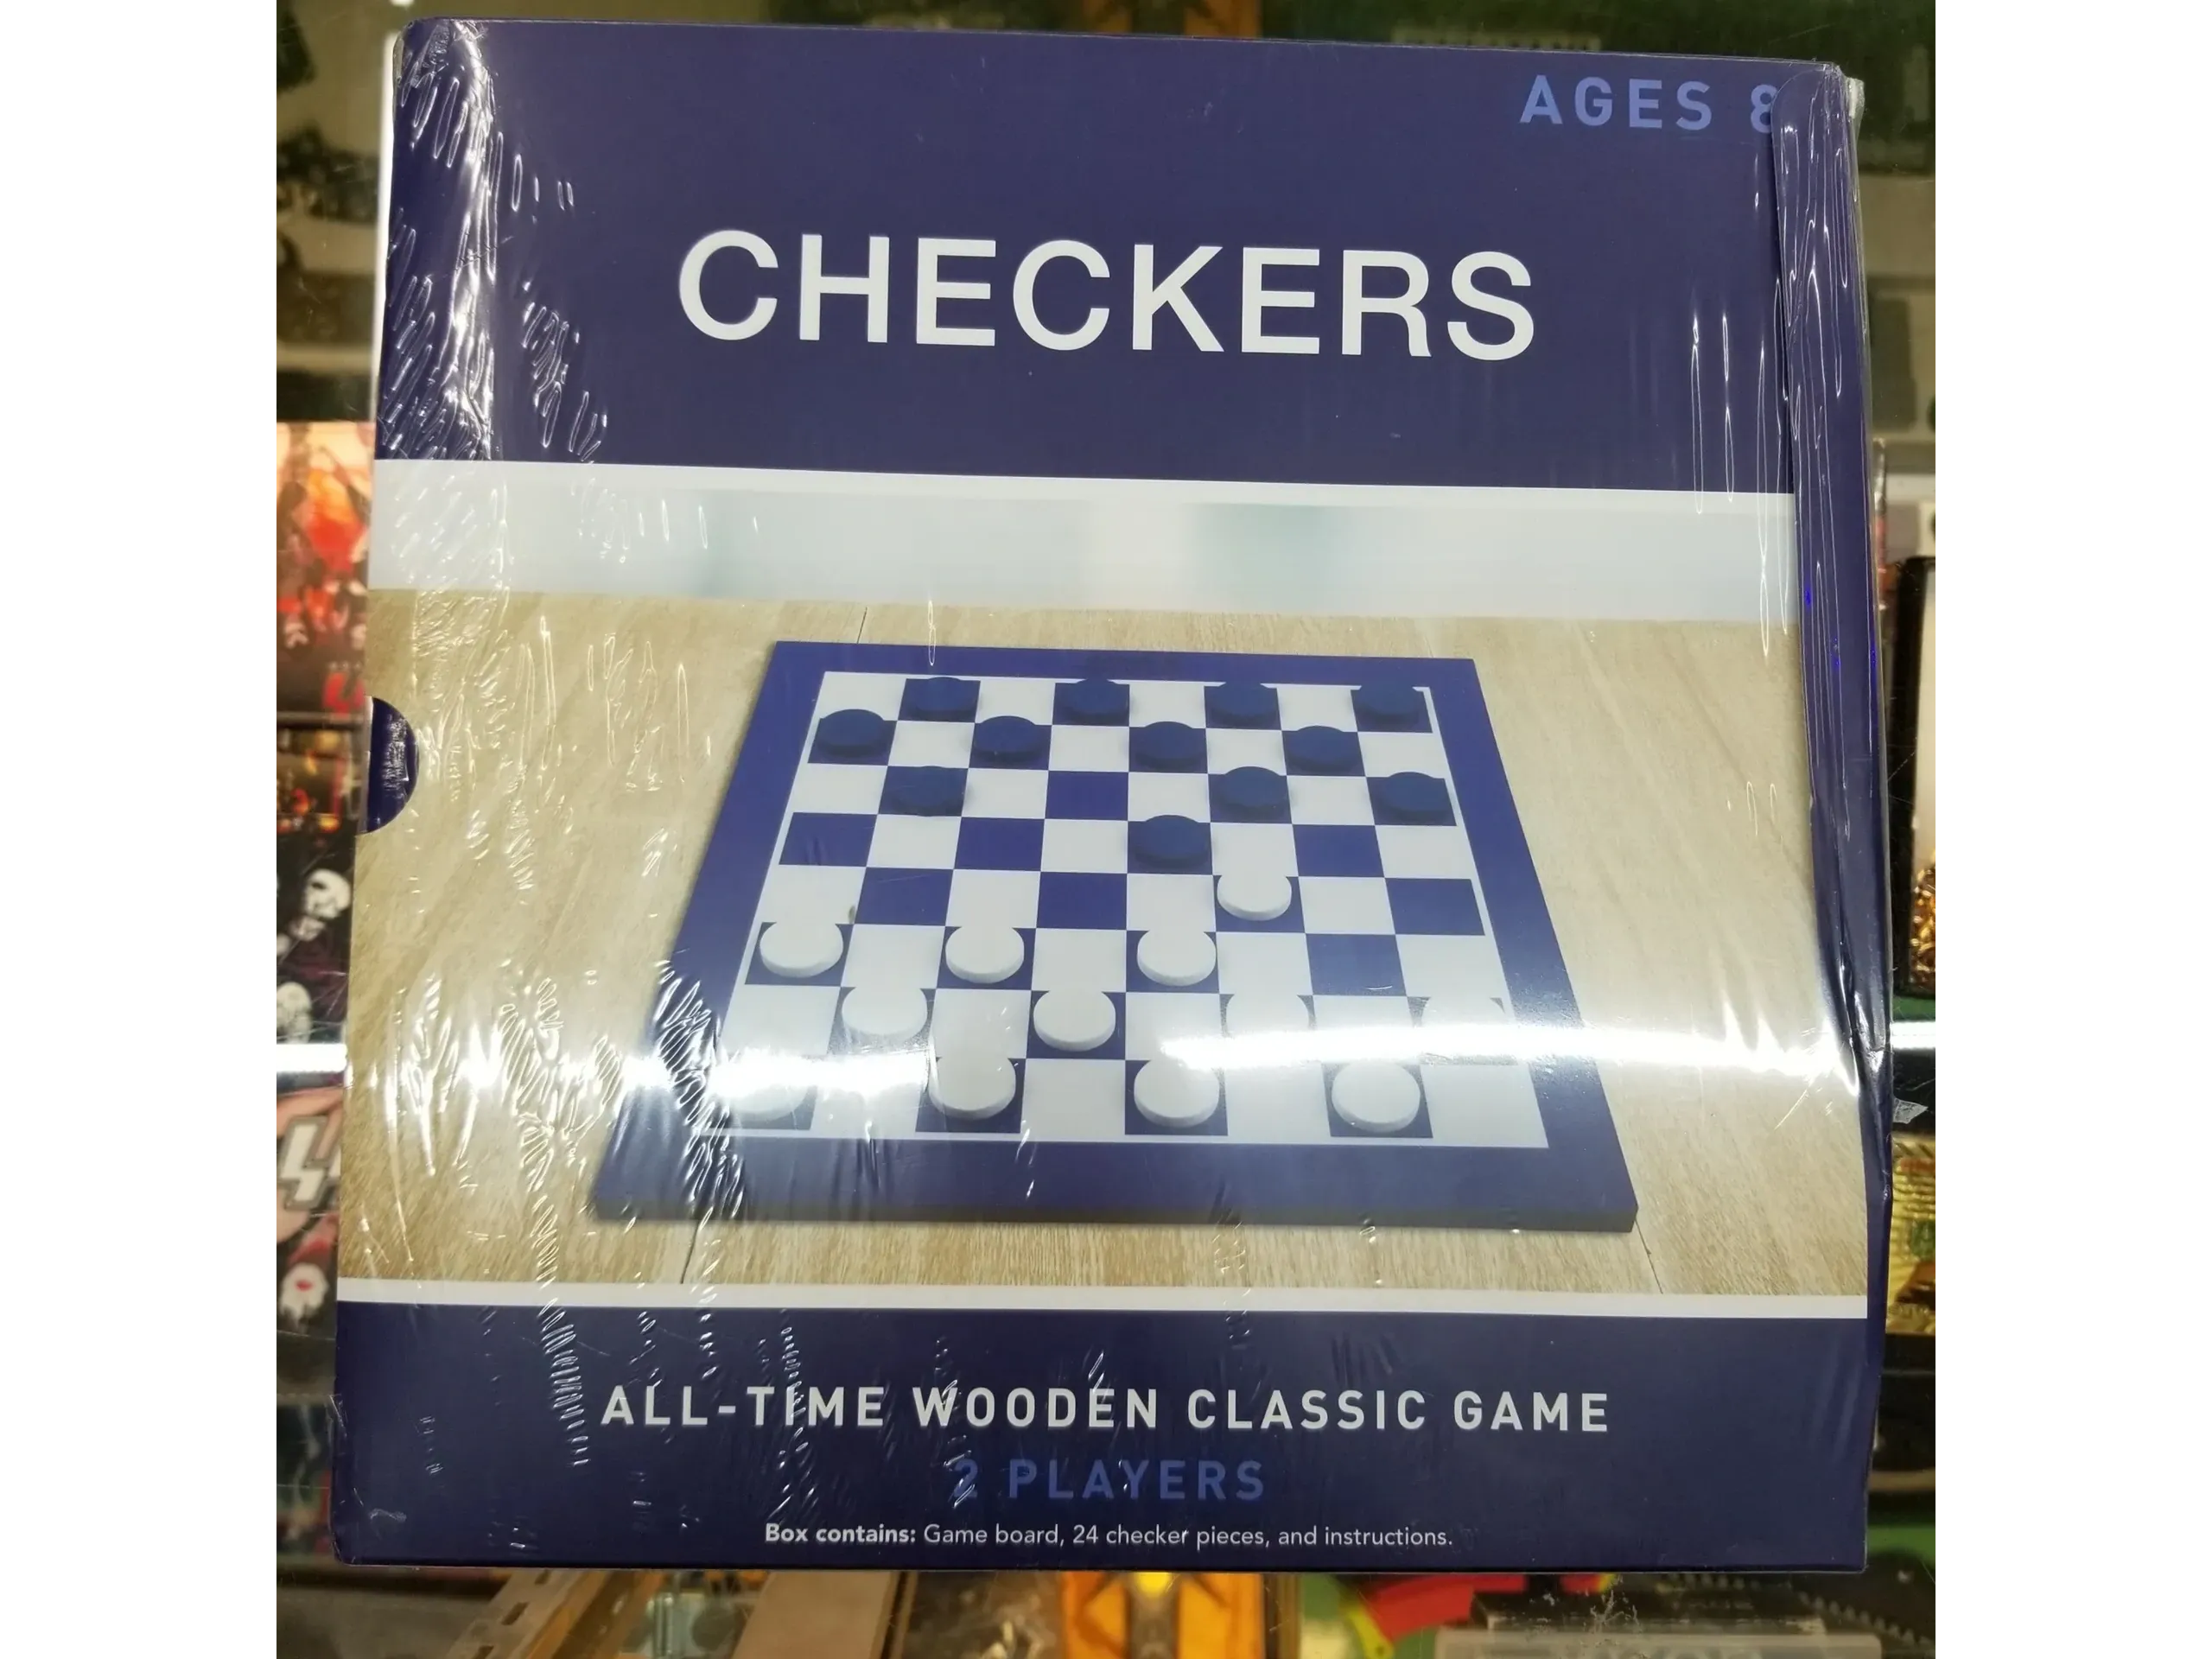 AGES 8
CHECKERS
ALL-TIME WOODEN CLASSIC GAME
2 PLAYERS
Box contains: Game board, 24 checker pieces, and instructions.